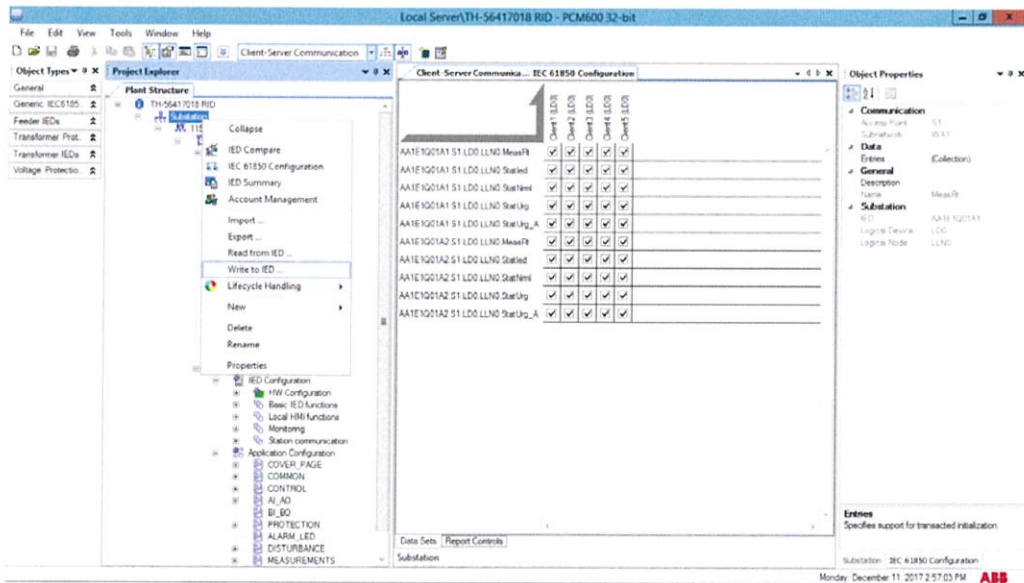 Local Server\TH-56417018 RID - PCM600 32-bit
File Edit View Tools Window Help
Client-Server Communication
Object Types
General
Generic IEC6185.
Feeder IEDs
Transformer Prot.
Transformer IEDs
Voltage Protectio.
Project Explorer
Plant Structure
TH-56417018 RID
Substation
115
Collapse
IED Compare
IEC 61850 Configuration
IED Summary
Account Management
Import ...
Export ...
Read from IED ...
Write to IED ...
Lifecycle Handling
New
Delete
Rename
Properties
IED Configuration
HW Configuration
Basic IED functions
Local HMI functions
Monitoring
Station communication
Application Configuration
COVER_PAGE
COMMON
CONTROL
AI_AO
BI_BO
PROTECTION
ALARM_LED
DISTURBANCE
MEASUREMENTS
Client-Server Communica... IEC 61850 Configuration
Client1 (LD0)
Client2 (LD0)
Client3 (LD0)
Client4 (LD0)
Client5 (LD0)
AA1E1Q01A1.S1.LD0.LLN0.MeasFlt
AA1E1Q01A1.S1.LD0.LLN0.StatIed
AA1E1Q01A1.S1.LD0.LLN0.StatNrml
AA1E1Q01A1.S1.LD0.LLN0.StatUrg
AA1E1Q01A1.S1.LD0.LLN0.StatUrg_A
AA1E1Q01A2.S1.LD0.LLN0.MeasFlt
AA1E1Q01A2.S1.LD0.LLN0.StatIed
AA1E1Q01A2.S1.LD0.LLN0.StatNrml
AA1E1Q01A2.S1.LD0.LLN0.StatUrg
AA1E1Q01A2.S1.LD0.LLN0.StatUrg_A
Data Sets Report Controls
Substation
Object Properties
Communication
Access Point S1
Subnetwork WA1
Data
Entries (Collection)
General
Description
Name MeasFlt
Substation
IED AA1E1Q01A1
Logical Device LD0
Logical Node LLN0
Entries
Specifies support for transacted initialization
Substation IEC 61850 Configuration
Monday December 11 2017 2:57:03 PM ABB